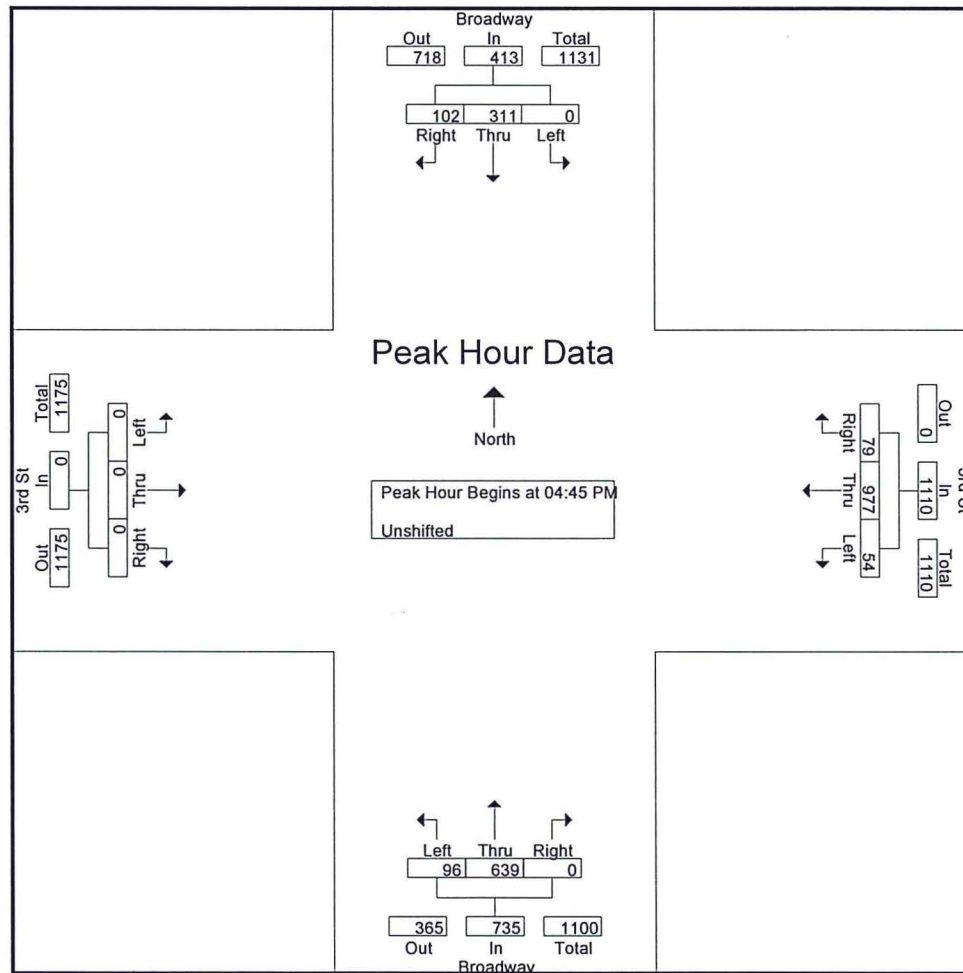 Broadway
Out In Total
718 413 1131
102 311 0
Right Thru Left
Peak Hour Data
North
Peak Hour Begins at 04:45 PM
Unshifted
3rd St
Out In Total
1175 0 1175
Right Thru Left
0 0 0
Out In Total
0 1110 1110
Right Thru Left
79 977 54
Left Thru Right
96 639 0
365 735 1100
Out In Total
Broadway